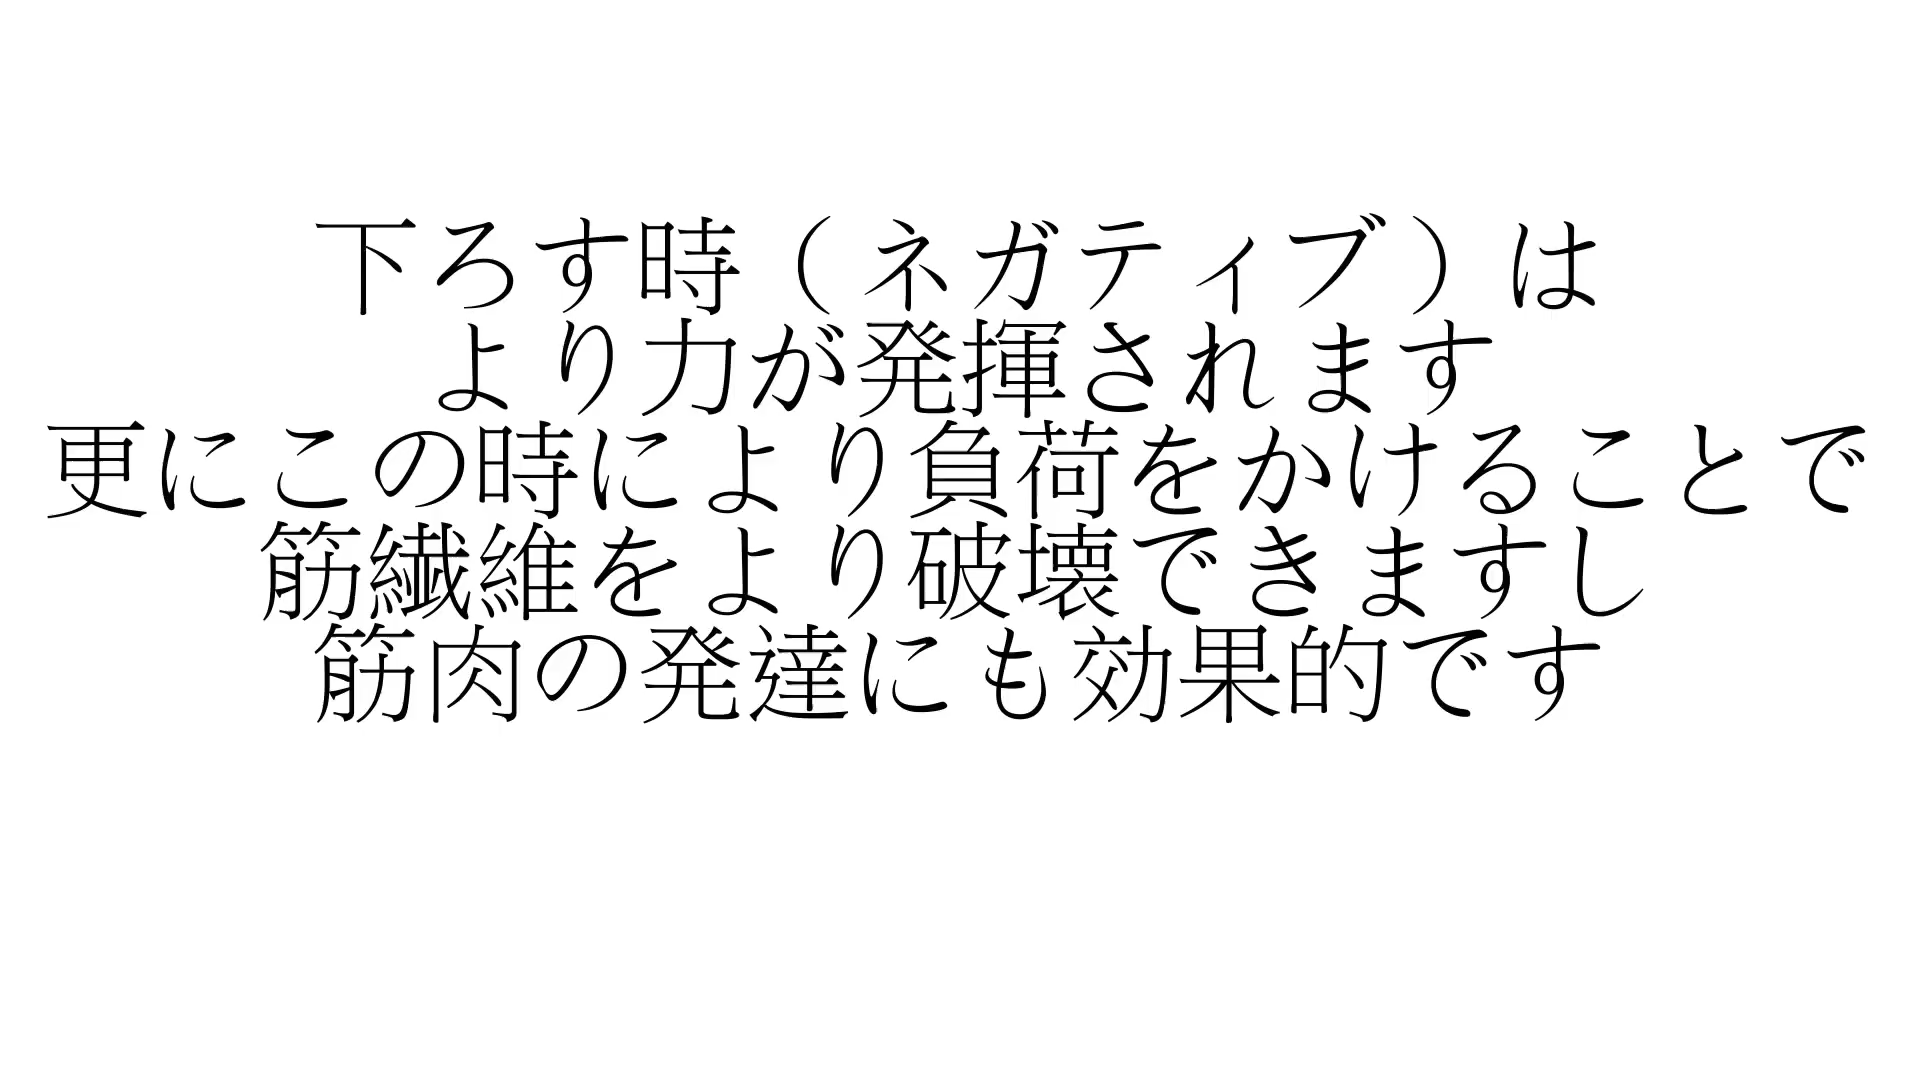 下ろす時（ネガティブ）は
より力が発揮されます
更にこの時により負荷をかけることで
筋繊維をより破壊できますし
筋肉の発達にも効果的です